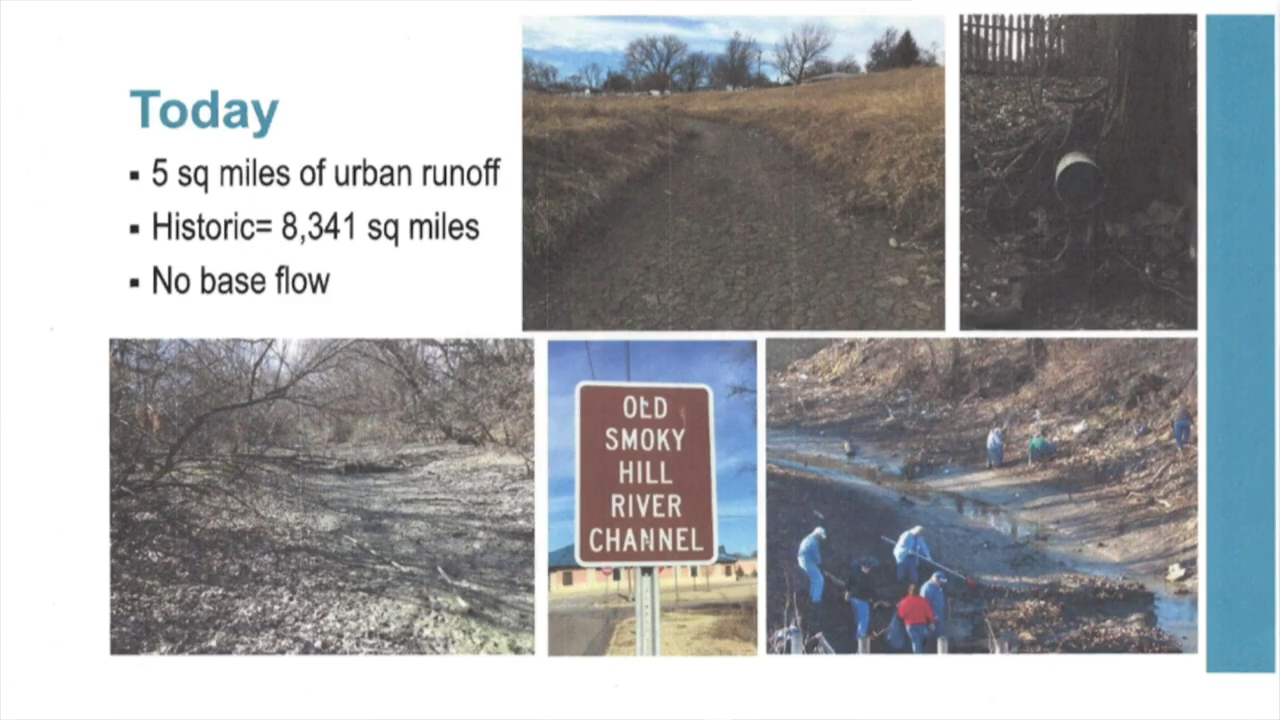 Today
▪ 5 sq miles of urban runoff
▪ Historic= 8,341 sq miles
▪ No base flow
OLD
SMOKY
HILL
RIVER
CHANNEL